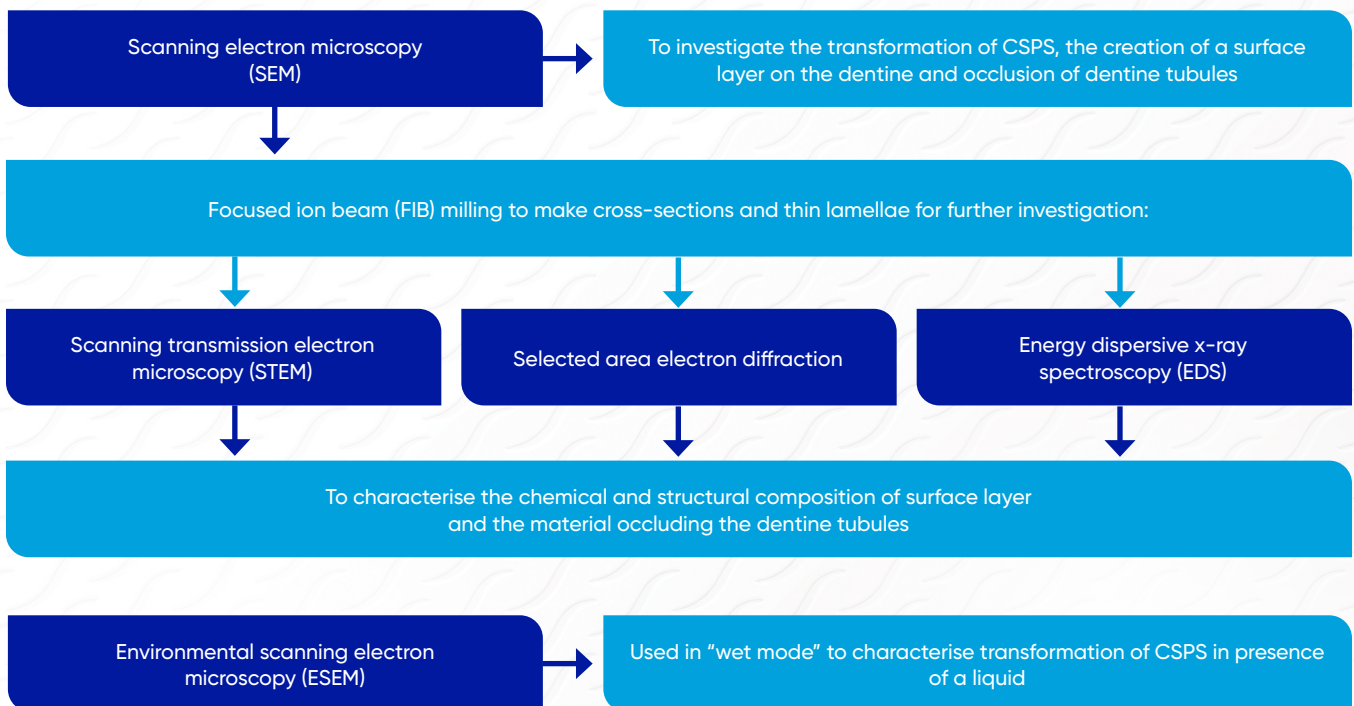 Scanning electron microscopy
(SEM)
To investigate the transformation of CSPS, the creation of a surface
layer on the dentine and occlusion of dentine tubules
Focused ion beam (FIB) milling to make cross-sections and thin lamellae for further investigation:
Scanning transmission electron
microscopy (STEM)
Selected area electron diffraction
Energy dispersive x-ray
spectroscopy (EDS)
To characterise the chemical and structural composition of surface layer
and the material occluding the dentine tubules
Environmental scanning electron
microscopy (ESEM)
Used in “wet mode” to characterise transformation of CSPS in presence
of a liquid